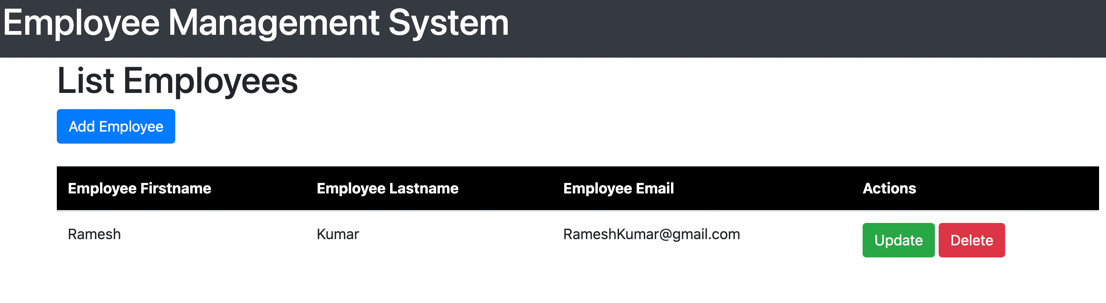 Employee Management System
List Employees
Add Employee
Employee Firstname Employee Lastname Employee Email Actions
Ramesh Kumar RameshKumar@gmail.com Update Delete